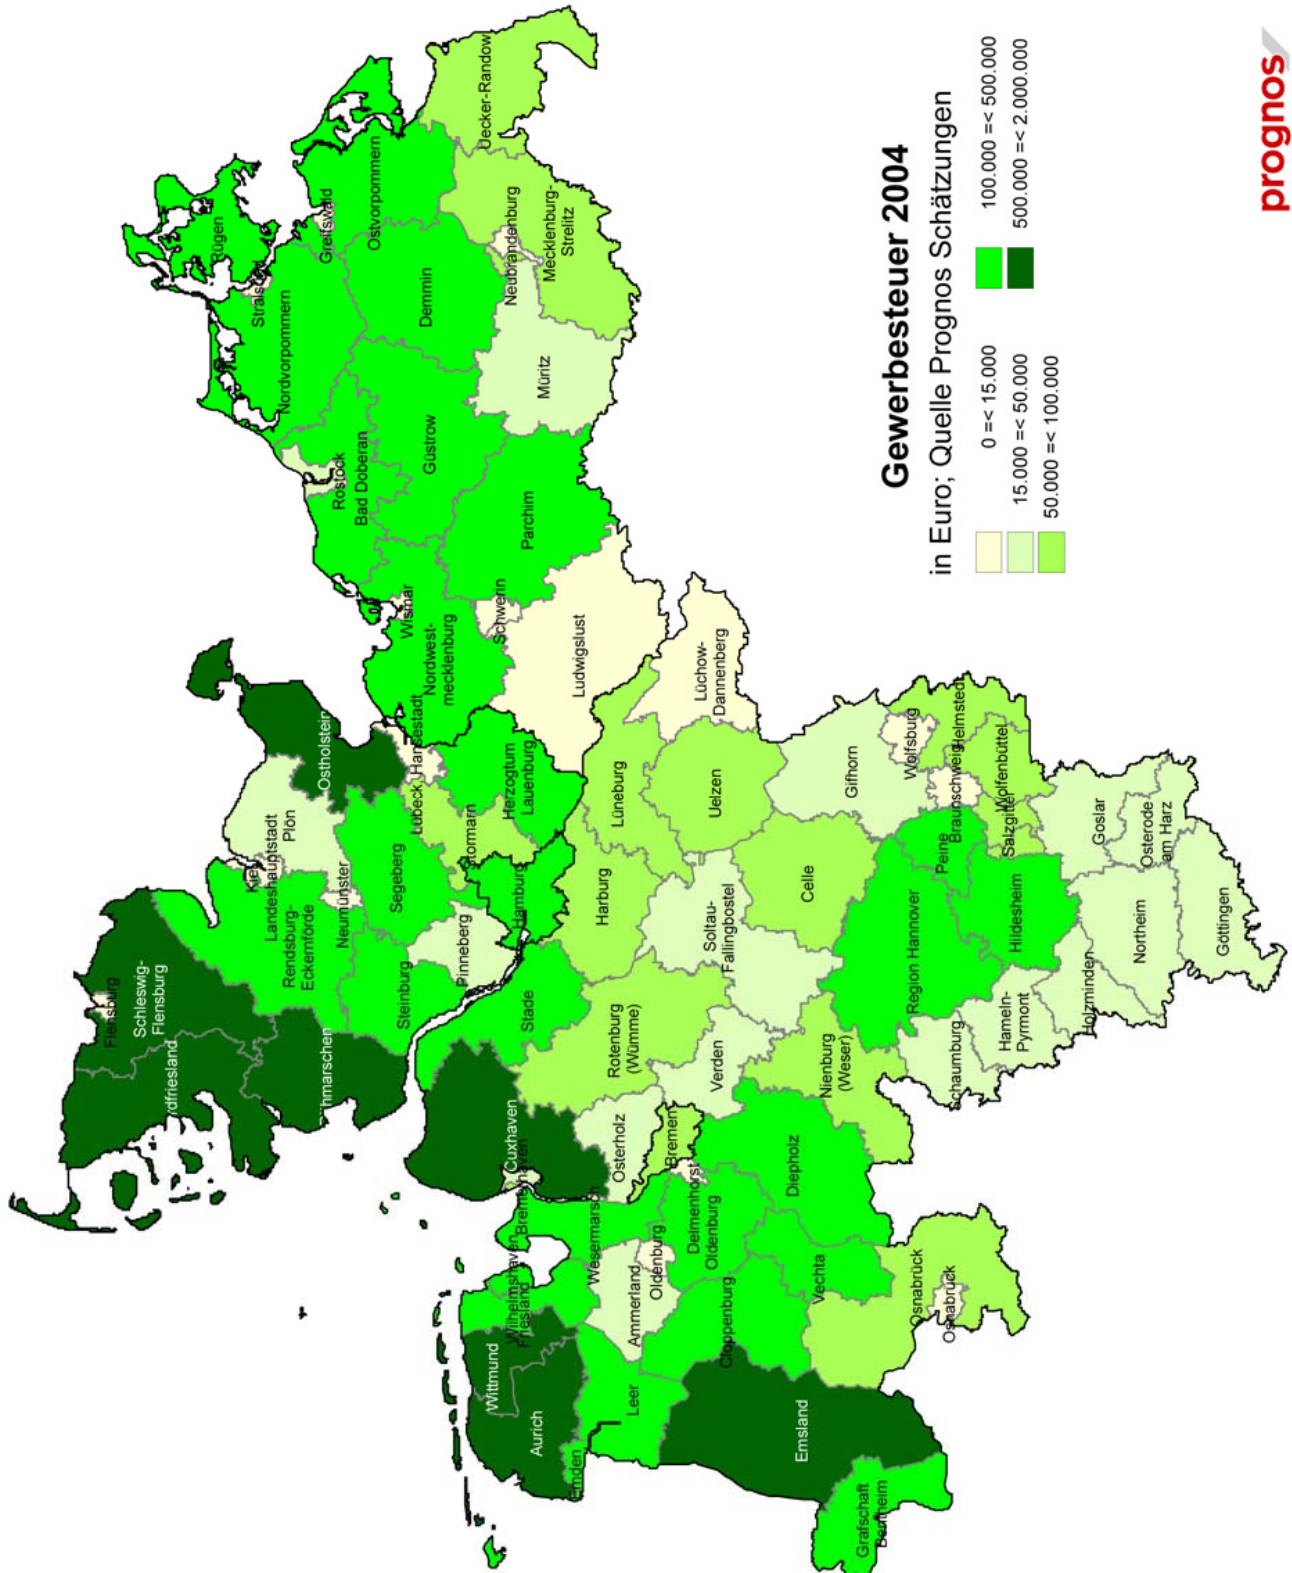 Flensburg
Schleswig-
Flensburg
rdfriesland
hmarschen
Kiel
Landeshauptstadt
Plön
Rendsburg-
Eckernförde
Neumünster
Ostholstein
Steinburg
Segeberg
Pinneberg
Stormarn
Lübeck Hansestadt
Herzogtum
Lauenburg
Hamburg
Rügen
Stralsund
Greifswald
Nordvorpommern
Ostvorpommern
Rostock
Bad Doberan
Demmin
Güstrow
Uecker-Randow
Neubrandenburg
Mecklenburg-
Strelitz
Müritz
Parchim
Wismar
Nordwest-
mecklenburg
Schwerin
Ludwigslust
Lüchow-
Dannenberg
Cuxhaven
Bremerhaven
Stade
Harburg
Lüneburg
Uelzen
Rotenburg
(Wümme)
Soltau-
Fallingbostel
Osterholz
Verden
Bremen
Celle
Gifhorn
Wittmund
Aurich
Emden
Wilhelmshaven
Friesland
Wesermarsch
Leer
Ammerland
Oldenburg
Delmenhorst
Oldenburg
Cloppenburg
Vechta
Diepholz
Nienburg
(Weser)
Emsland
Grafschaft
Bentheim
Osnabrück
Osnabrück
Region Hannover
Peine
Braunschweig
Wolfsburg
Helmstedt
Wolfenbüttel
Salzgitter
Hildesheim
Schaumburg
Hameln-
Pyrmont
Holzminden
Northeim
Goslar
Osterode
am Harz
Göttingen
Gewerbesteuer 2004
in Euro; Quelle Prognos Schätzungen
0 =< 15.000
15.000 =< 50.000
50.000 =< 100.000
100.000 =< 500.000
500.000 =< 2.000.000
prognos